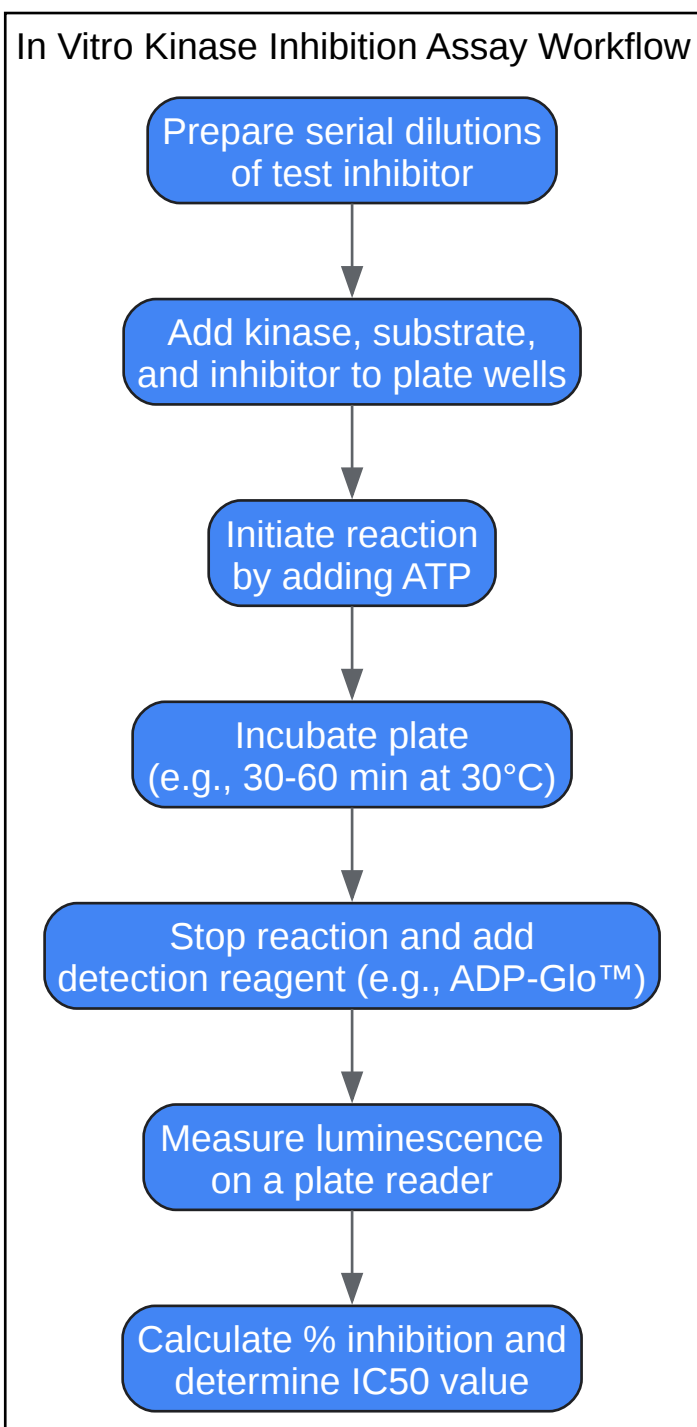 In Vitro Kinase Inhibition Assay Workflow
Prepare serial dilutions
of test inhibitor
Add kinase, substrate,
and inhibitor to plate wells
Initiate reaction
by adding ATP
Incubate plate
(e.g., 30-60 min at 30°C)
Stop reaction and add
detection reagent (e.g., ADP-Glo™)
Measure luminescence
on a plate reader
Calculate % inhibition and
determine IC50 value